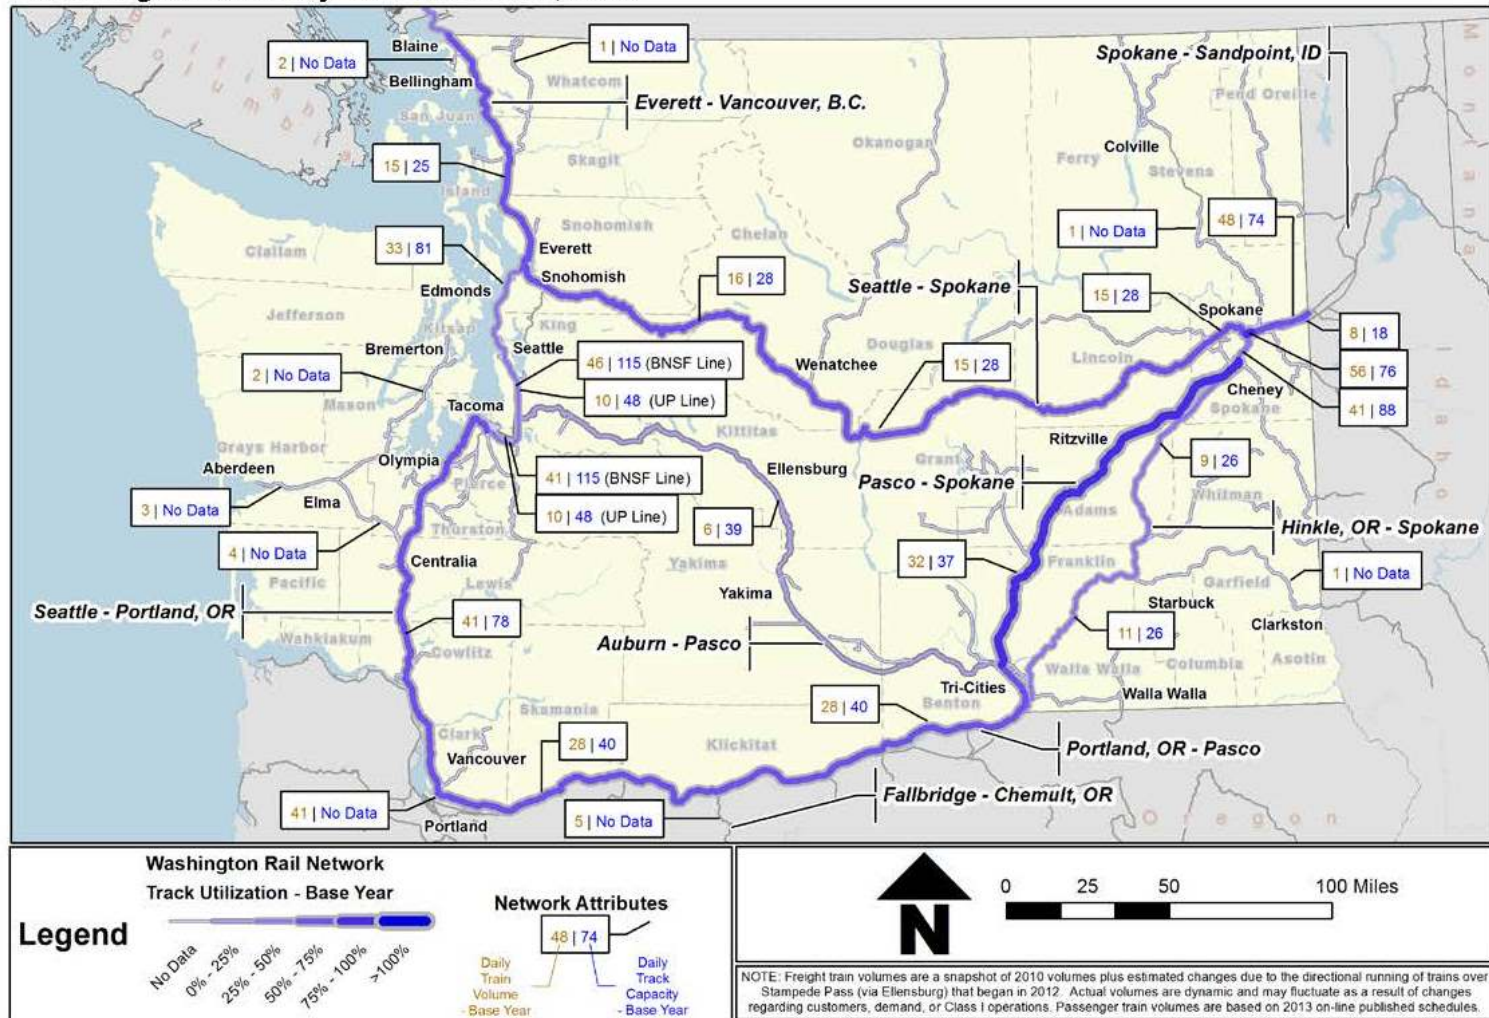 Blaine
2 | No Data
1 | No Data
Spokane - Sandpoint, ID
Montana
British
Columbia
Bellingham
Whatcom
Everett - Vancouver, B.C.
Pend Oreille
San Juan
Okanogan
Colville
Ferry
Stevens
15 | 25
Skagit
Island
1 | No Data
48 | 74
Snohomish
Chelan
Clallam
33 | 81
Everett
Snohomish
16 | 28
Seattle - Spokane
15 | 28
Edmonds
Spokane
Jefferson
Kitsap
King
Douglas
8 | 18
Bremerton
Seattle
46 | 115 (BNSF Line)
Wenatchee
15 | 28
Lincoln
56 | 76
Idaho
2 | No Data
10 | 48 (UP Line)
Cheney
41 | 88
Mason
Tacoma
Spokane
Grays Harbor
Kittitas
Ritzville
Aberdeen
Olympia
Ellensburg
Grant
9 | 26
Pierce
41 | 115 (BNSF Line)
Pasco - Spokane
Whitman
3 | No Data
Elma
10 | 48 (UP Line)
Adams
Thurston
6 | 39
Hinkle, OR - Spokane
4 | No Data
Centralia
32 | 37
Franklin
1 | No Data
Pacific
Lewis
Yakima
Garfield
Yakima
Starbuck
Seattle - Portland, OR
41 | 78
11 | 26
Clarkston
Wahkiakum
Auburn - Pasco
Cowlitz
Walla Walla
Columbia
Asotin
Tri-Cities
Walla Walla
28 | 40
Benton
Skamania
Clark
28 | 40
Klickitat
Portland, OR - Pasco
Vancouver
Fallbridge - Chemult, OR
41 | No Data
5 | No Data
Oregon
Portland
Legend
Washington Rail Network
Track Utilization - Base Year
No Data
0% - 25%
25% - 50%
50% - 75%
75% - 100%
>100%
Network Attributes
48 | 74
Daily
Train
Volume
- Base Year
Daily
Track
Capacity
- Base Year
N
0 25 50 100 Miles
NOTE: Freight train volumes are a snapshot of 2010 volumes plus estimated changes due to the directional running of trains over
Stampede Pass (via Ellensburg) that began in 2012. Actual volumes are dynamic and may fluctuate as a result of changes
regarding customers, demand, or Class I operations. Passenger train volumes are based on 2013 on-line published schedules.